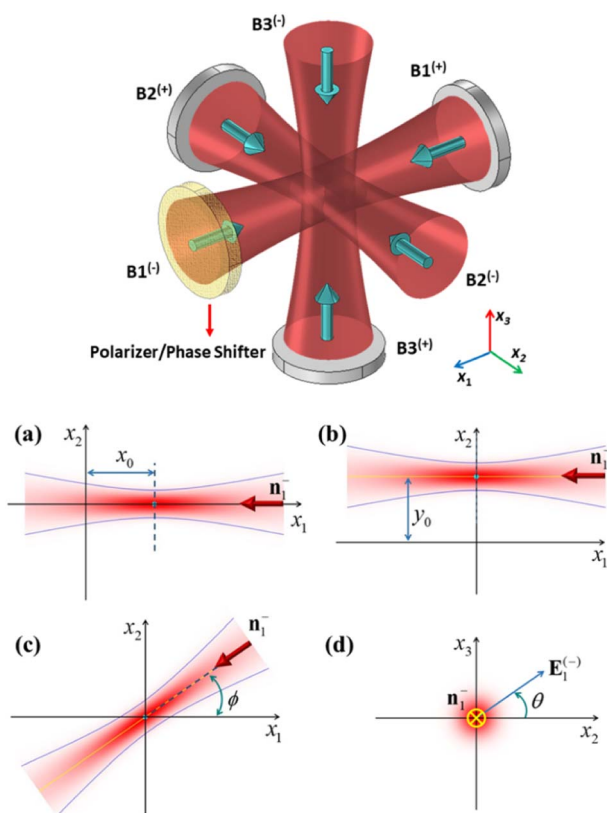 B3(-)
B2(+)
B1(+)
B1(-)
B2(-)
Polarizer/Phase Shifter
B3(+)
x3
x2
x1
(a)
x2
x0
n1−
x1
(b)
x2
n1−
y0
x1
(c)
x2
n1−
ϕ
x1
(d)
x3
E1(−)
n1−
θ
x2